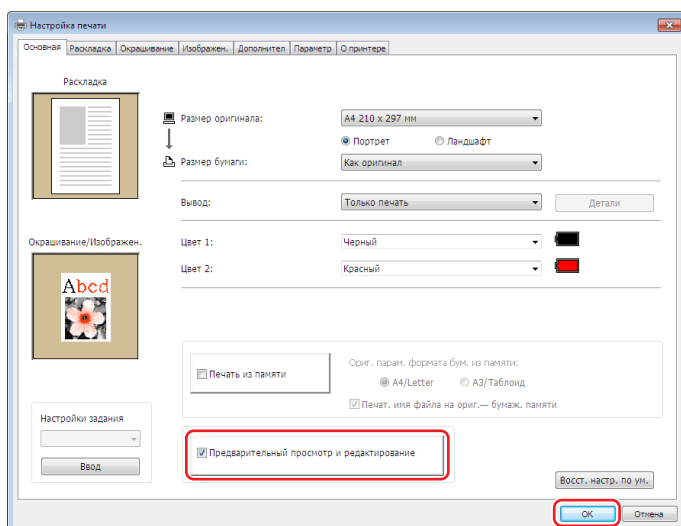 Настройка печати
Основная Раскладка Окрашивание Изображен. Дополнител Параметр О принтере
Раскладка
Размер оригинала: A4 210 x 297 мм
Портрет Ландшафт
Размер бумаги: Как оригинал
Вывод: Только печать Детали
Окрашивание/Изображен.
Цвет 1: Черный
Цвет 2: Красный
Abcd
Печать из памяти
Ориг. парам. формата бум. из памяти:
A4/Letter A3/Таблоид
Печат. имя файла на ориг.— бумаж. памяти
Настройки задания
Предварительный просмотр и редактирование
Ввод
Восст. настр. по ум.
OK Отмена